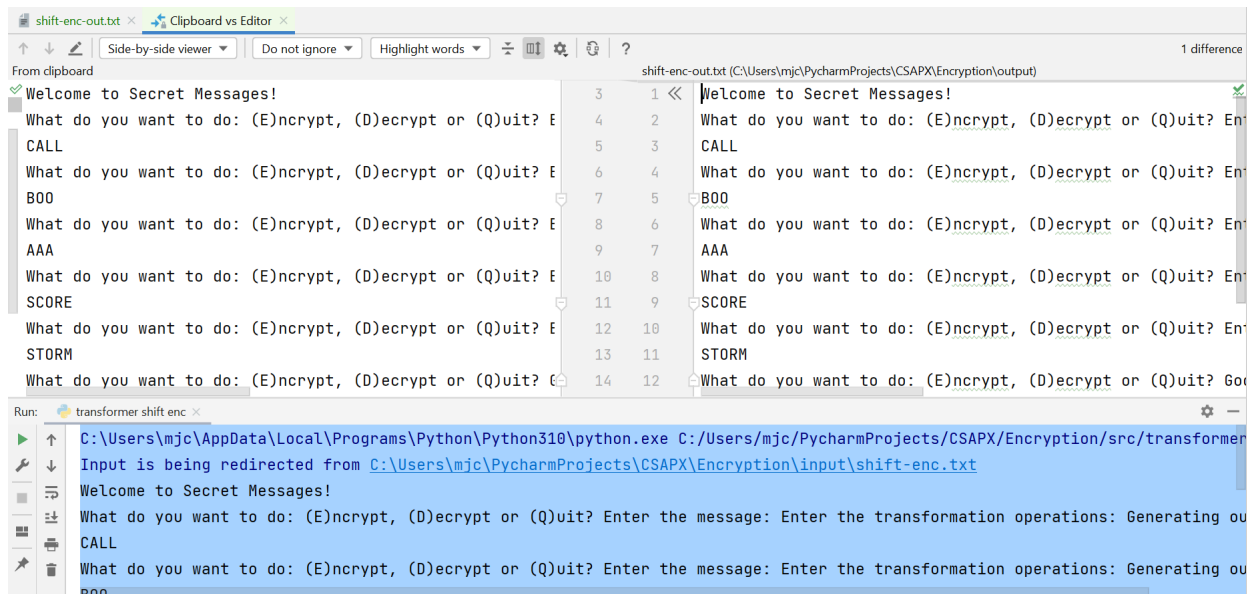 shift-enc-out.txt Clipboard vs Editor
Side-by-side viewer Do not ignore Highlight words ? 1 difference
From clipboard shift-enc-out.txt (C:\Users\mjc\PycharmProjects\CSAPX\Encryption\output)
Welcome to Secret Messages! 3 1 Welcome to Secret Messages!
What do you want to do: (E)ncrypt, (D)ecrypt or (Q)uit? E 4 2 What do you want to do: (E)ncrypt, (D)ecrypt or (Q)uit? En
CALL 5 3 CALL
What do you want to do: (E)ncrypt, (D)ecrypt or (Q)uit? E 6 4 What do you want to do: (E)ncrypt, (D)ecrypt or (Q)uit? En
BOO 7 5 BOO
What do you want to do: (E)ncrypt, (D)ecrypt or (Q)uit? E 8 6 What do you want to do: (E)ncrypt, (D)ecrypt or (Q)uit? En
AAA 9 7 AAA
What do you want to do: (E)ncrypt, (D)ecrypt or (Q)uit? E 10 8 What do you want to do: (E)ncrypt, (D)ecrypt or (Q)uit? En
SCORE 11 9 SCORE
What do you want to do: (E)ncrypt, (D)ecrypt or (Q)uit? E 12 10 What do you want to do: (E)ncrypt, (D)ecrypt or (Q)uit? En
STORM 13 11 STORM
What do you want to do: (E)ncrypt, (D)ecrypt or (Q)uit? G 14 12 What do you want to do: (E)ncrypt, (D)ecrypt or (Q)uit? Goo
Run: transformer shift enc
C:\Users\mjc\AppData\Local\Programs\Python\Python310\python.exe C:/Users/mjc/PycharmProjects/CSAPX/Encryption/src/transformer
Input is being redirected from C:\Users\mjc\PycharmProjects\CSAPX\Encryption\input\shift-enc.txt
Welcome to Secret Messages!
What do you want to do: (E)ncrypt, (D)ecrypt or (Q)uit? Enter the message: Enter the transformation operations: Generating ou
CALL
What do you want to do: (E)ncrypt, (D)ecrypt or (Q)uit? Enter the message: Enter the transformation operations: Generating ou
BOO